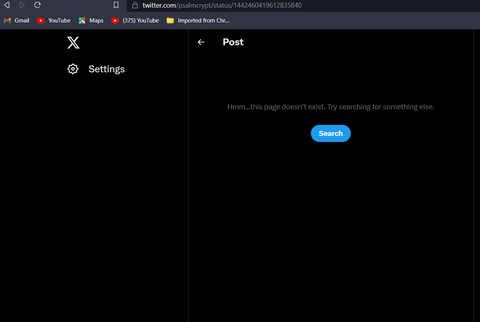 twitter.com/psalmcrypt/status/1442460419612835840
Gmail YouTube Maps (375) YouTube Imported from Chr...
Post
Settings
Hmm...this page doesn't exist. Try searching for something else.
Search